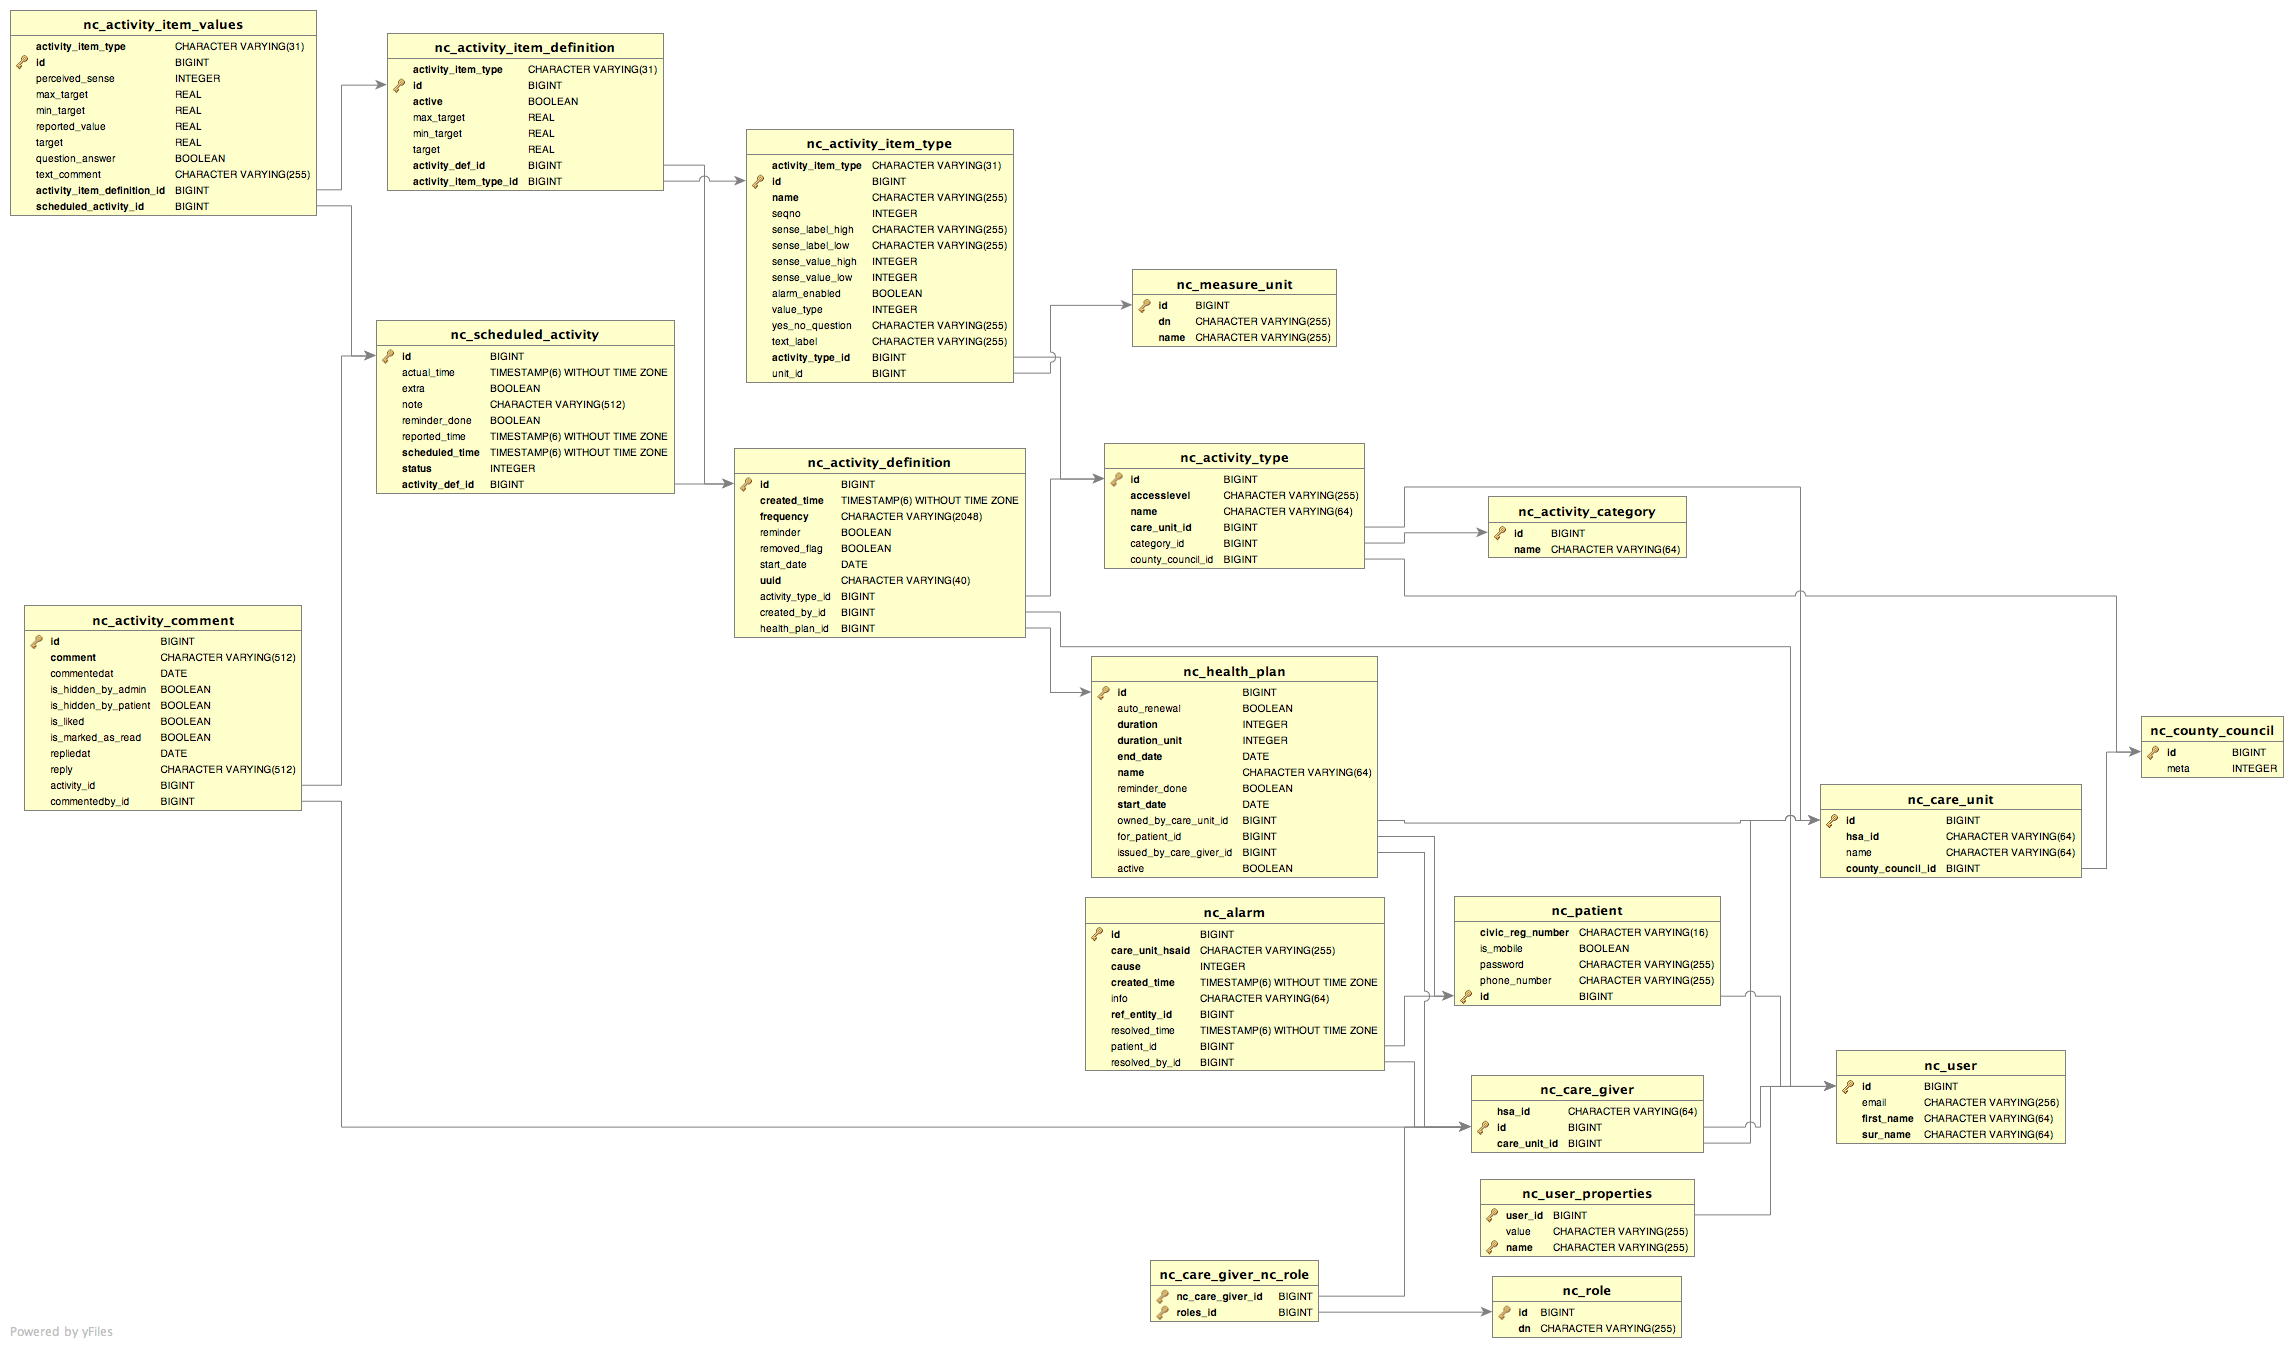 nc_activity_item_values
activity_item_type CHARACTER VARYING(31)
id BIGINT
perceived_sense INTEGER
max_target REAL
min_target REAL
reported_value REAL
target REAL
question_answer BOOLEAN
text_comment CHARACTER VARYING(255)
activity_item_definition_id BIGINT
scheduled_activity_id BIGINT
nc_activity_item_definition
activity_item_type CHARACTER VARYING(31)
id BIGINT
active BOOLEAN
max_target REAL
min_target REAL
target REAL
activity_def_id BIGINT
activity_item_type_id BIGINT
nc_activity_item_type
activity_item_type CHARACTER VARYING(31)
id BIGINT
name CHARACTER VARYING(255)
seqno INTEGER
sense_label_high CHARACTER VARYING(255)
sense_label_low CHARACTER VARYING(255)
sense_value_high INTEGER
sense_value_low INTEGER
alarm_enabled BOOLEAN
value_type INTEGER
yes_no_question CHARACTER VARYING(255)
text_label CHARACTER VARYING(255)
activity_type_id BIGINT
unit_id BIGINT
nc_measure_unit
id BIGINT
dn CHARACTER VARYING(255)
name CHARACTER VARYING(255)
nc_scheduled_activity
id BIGINT
actual_time TIMESTAMP(6) WITHOUT TIME ZONE
extra BOOLEAN
note CHARACTER VARYING(512)
reminder_done BOOLEAN
reported_time TIMESTAMP(6) WITHOUT TIME ZONE
scheduled_time TIMESTAMP(6) WITHOUT TIME ZONE
status INTEGER
activity_def_id BIGINT
nc_activity_definition
id BIGINT
created_time TIMESTAMP(6) WITHOUT TIME ZONE
frequency CHARACTER VARYING(2048)
reminder BOOLEAN
removed_flag BOOLEAN
start_date DATE
uuid CHARACTER VARYING(40)
activity_type_id BIGINT
created_by_id BIGINT
health_plan_id BIGINT
nc_activity_type
id BIGINT
accesslevel CHARACTER VARYING(255)
name CHARACTER VARYING(64)
care_unit_id BIGINT
category_id BIGINT
county_council_id BIGINT
nc_activity_category
id BIGINT
name CHARACTER VARYING(64)
nc_activity_comment
id BIGINT
comment CHARACTER VARYING(512)
commentedat DATE
is_hidden_by_admin BOOLEAN
is_hidden_by_patient BOOLEAN
is_liked BOOLEAN
is_marked_as_read BOOLEAN
repliedat DATE
reply CHARACTER VARYING(512)
activity_id BIGINT
commentedby_id BIGINT
nc_health_plan
id BIGINT
auto_renewal BOOLEAN
duration INTEGER
duration_unit INTEGER
end_date DATE
name CHARACTER VARYING(64)
reminder_done BOOLEAN
start_date DATE
owned_by_care_unit_id BIGINT
for_patient_id BIGINT
issued_by_care_giver_id BIGINT
active BOOLEAN
nc_county_council
id BIGINT
meta INTEGER
nc_care_unit
id BIGINT
hsa_id CHARACTER VARYING(64)
name CHARACTER VARYING(64)
county_council_id BIGINT
nc_alarm
id BIGINT
care_unit_hsaid CHARACTER VARYING(255)
cause INTEGER
created_time TIMESTAMP(6) WITHOUT TIME ZONE
info CHARACTER VARYING(64)
ref_entity_id BIGINT
resolved_time TIMESTAMP(6) WITHOUT TIME ZONE
patient_id BIGINT
resolved_by_id BIGINT
nc_patient
civic_reg_number CHARACTER VARYING(16)
is_mobile BOOLEAN
password CHARACTER VARYING(255)
phone_number CHARACTER VARYING(255)
id BIGINT
nc_care_giver
hsa_id CHARACTER VARYING(64)
id BIGINT
care_unit_id BIGINT
nc_user
id BIGINT
email CHARACTER VARYING(256)
first_name CHARACTER VARYING(64)
sur_name CHARACTER VARYING(64)
nc_user_properties
user_id BIGINT
value CHARACTER VARYING(255)
name CHARACTER VARYING(255)
nc_care_giver_nc_role
nc_care_giver_id BIGINT
roles_id BIGINT
nc_role
id BIGINT
dn CHARACTER VARYING(255)
Powered by yFiles